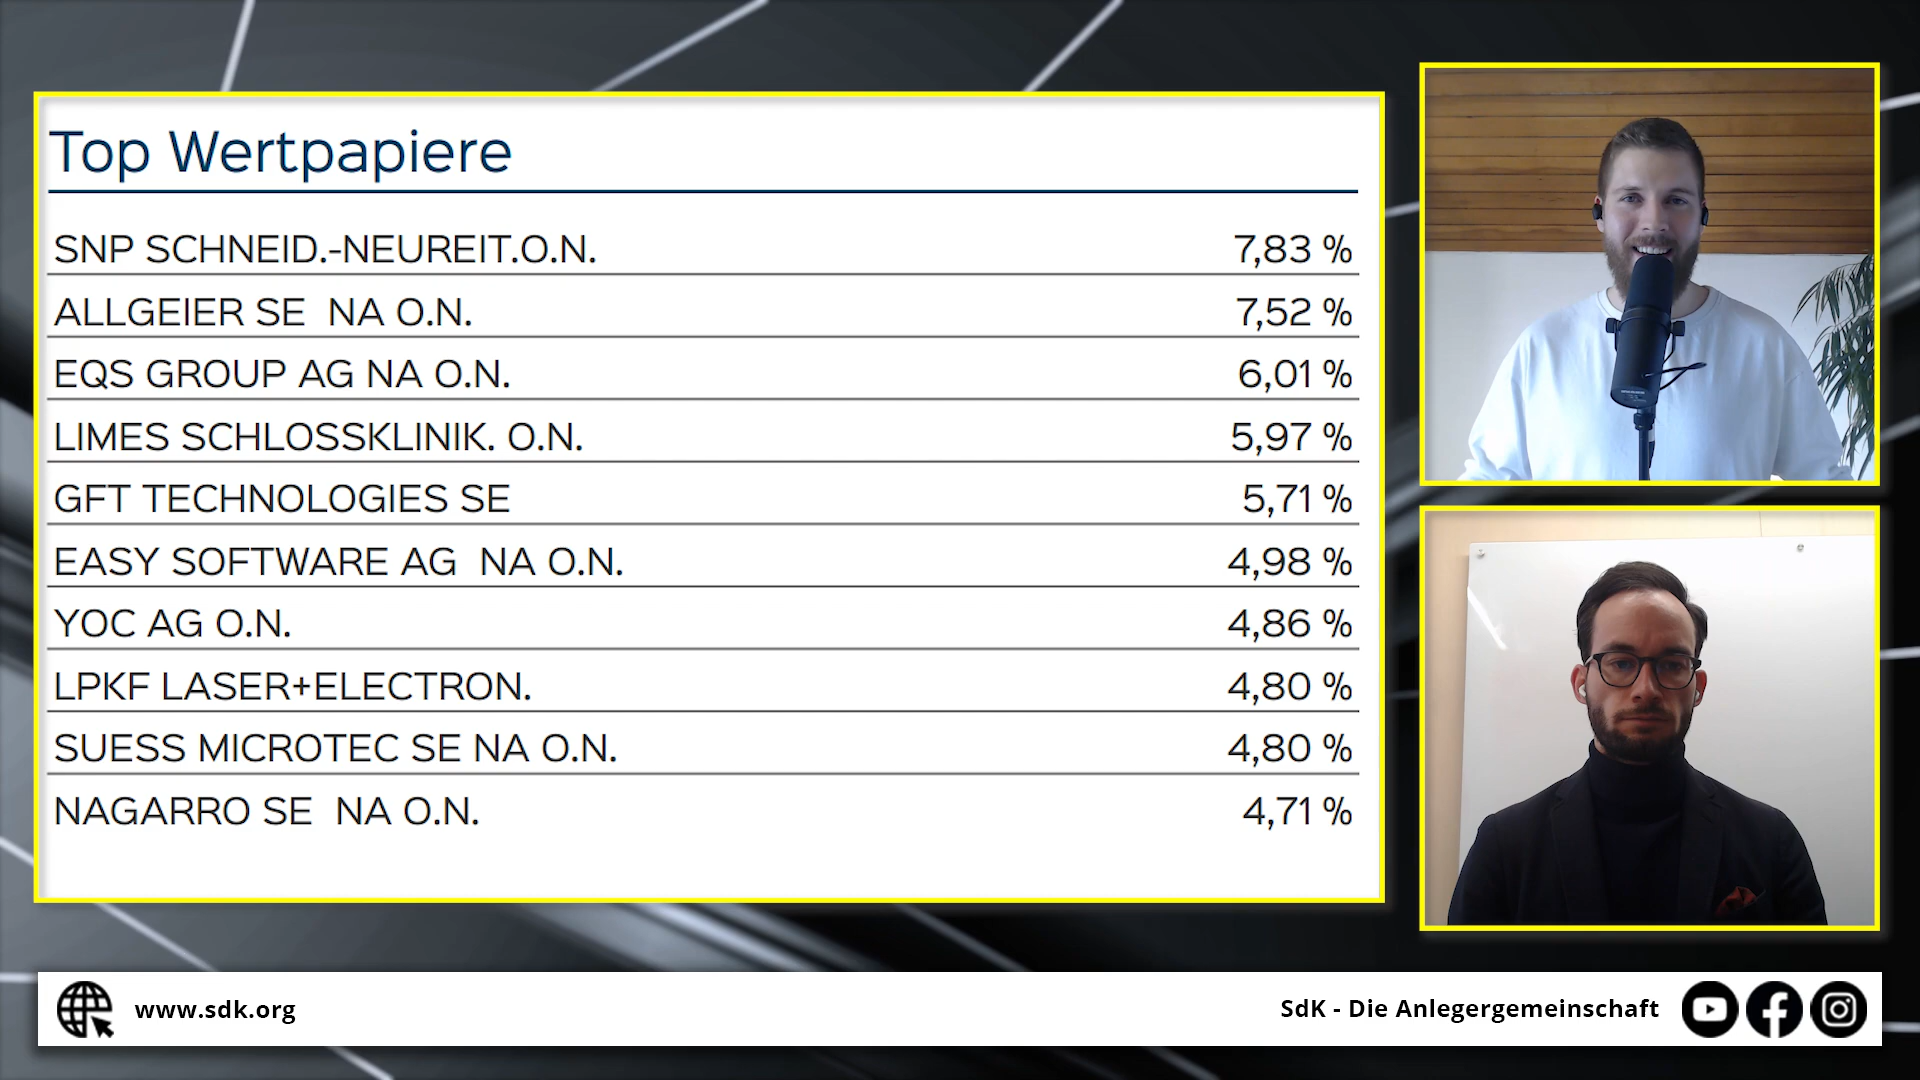 Top Wertpapiere
SNP SCHNEID.-NEUREIT.O.N. 7,83 %
ALLGEIER SE  NA O.N. 7,52 %
EQS GROUP AG NA O.N. 6,01 %
LIMES SCHLOSSKLINIK. O.N. 5,97 %
GFT TECHNOLOGIES SE 5,71 %
EASY SOFTWARE AG  NA O.N. 4,98 %
YOC AG O.N. 4,86 %
LPKF LASER+ELECTRON. 4,80 %
SUESS MICROTEC SE NA O.N. 4,80 %
NAGARRO SE  NA O.N. 4,71 %
www.sdk.org
SdK - Die Anlegergemeinschaft